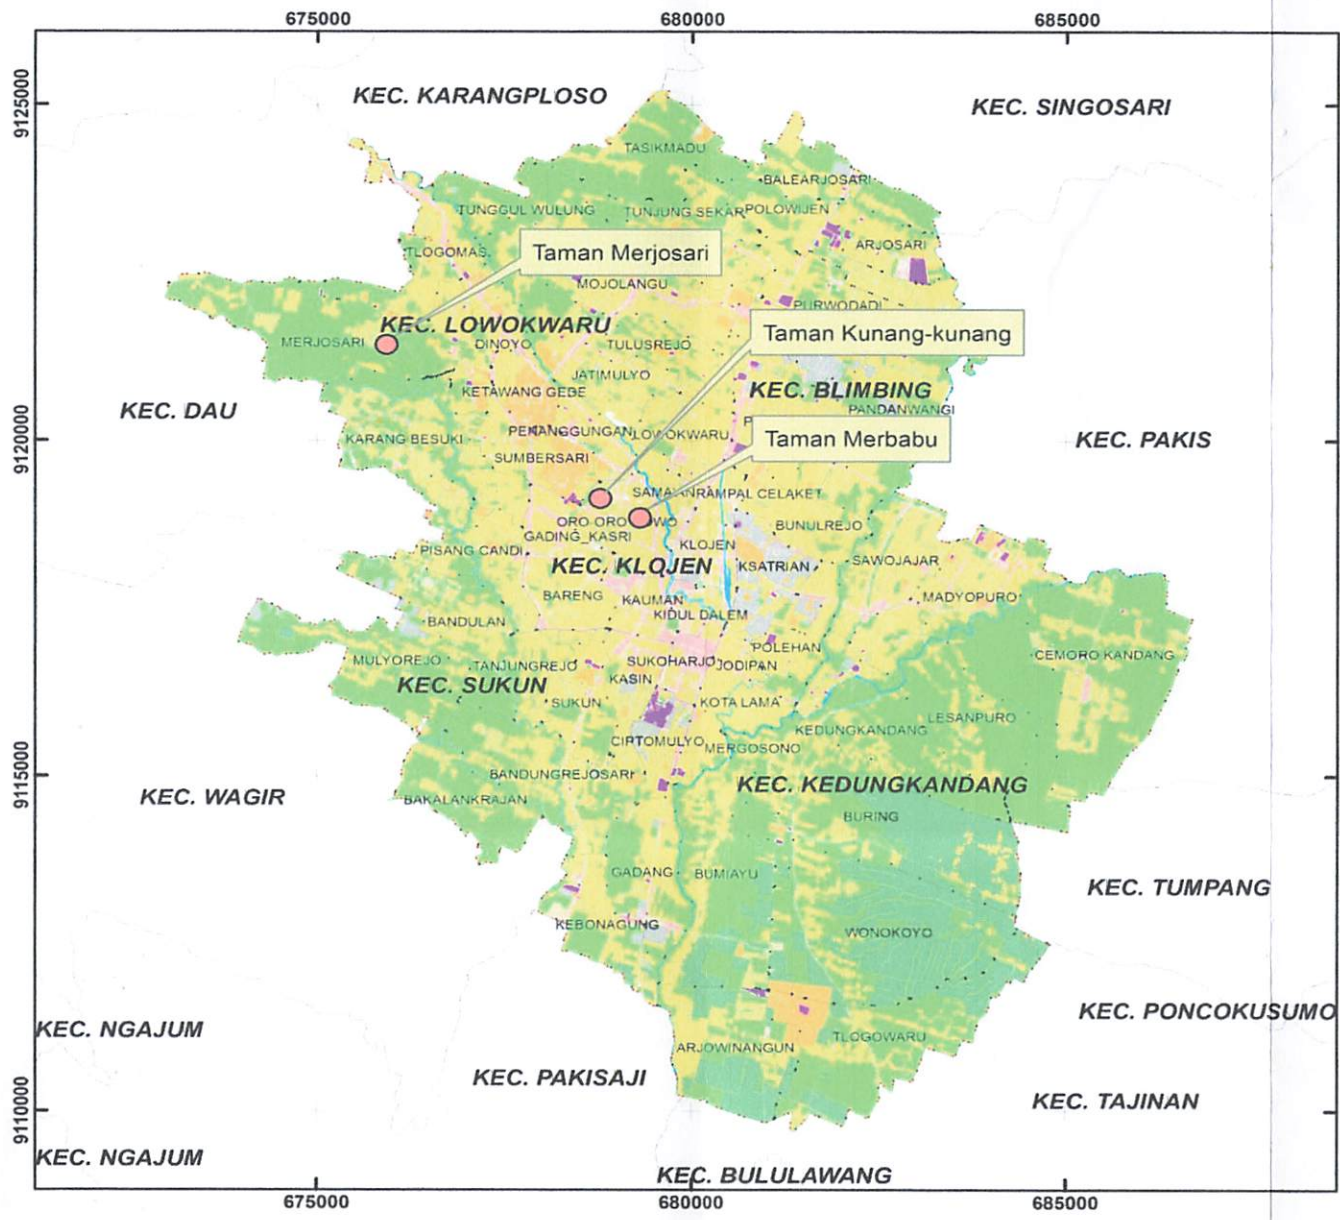 675000
680000
685000
9125000
KEC. KARANGPLOSO
KEC. SINGOSARI
TASIKMADU
BALEARJOSARI
TUNGGUL WULUNG
TUNJUNG SEKAR
POLOWIJEN
ARJOSARI
TLOGOMAS
Taman Merjosari
MOJOLANGU
PURWODADI
KEC. LOWOKWARU
Taman Kunang-kunang
MERJOSARI
DINOYO
TULUSREJO
JATIMULYO
KETAWANG GEDE
KEC. BLIMBING
PANDANWANGI
KEC. DAU
9120000
KARANG BESUKI
PENANGGUNGAN
LOWOKWARU
P
Taman Merbabu
KEC. PAKIS
SUMBERSARI
SAMAAN
RAMPAL CELAKET
ORO ORO OWO
BUNULREJO
GADING_KASRI
PISANG CANDI
KLOJEN
KEC. KLOJEN
KSATRIAN
SAWOJAJAR
BARENG
KAUMAN
MADYOPURO
KIDUL DALEM
BANDULAN
POLEHAN
MULYOREJO
TANJUNGREJO
SUKOHARJO
JODIPAN
CEMORO KANDANG
KASIN
KEC. SUKUN
SUKUN
KOTA LAMA
LESANPURO
KEDUNGKANDANG
CIPTOMULYO
MERGOSONO
9115000
BANDUNGREJOSARI
KEC. KEDUNGKANDANG
KEC. WAGIR
BAKALANKRAJAN
BURING
GADANG
BUMIAYU
KEC. TUMPANG
KEBONAGUNG
WONOKOYO
KEC. PONCOKUSUMO
KEC. NGAJUM
TLOGOWARU
ARJOWINANGUN
KEC. PAKISAJI
KEC. TAJINAN
9110000
KEC. NGAJUM
KEC. BULULAWANG
675000
680000
685000